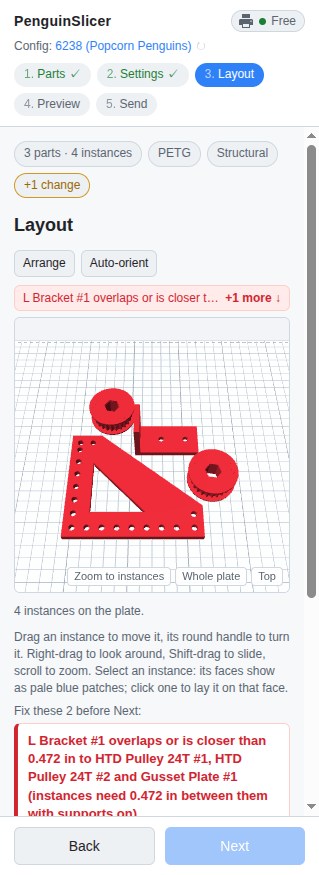 PenguinSlicer
Free
Config: 6238 (Popcorn Penguins)
1. Parts ✓
2. Settings ✓
3. Layout
4. Preview
5. Send
3 parts · 4 instances
PETG
Structural
+1 change
Layout
Arrange
Auto-orient
L Bracket #1 overlaps or is closer t… +1 more ↓
Zoom to instances
Whole plate
Top
4 instances on the plate.
Drag an instance to move it, its round handle to turn
it. Right-drag to look around, Shift-drag to slide,
scroll to zoom. Select an instance: its faces show
as pale blue patches; click one to lay it on that face.
Fix these 2 before Next:
L Bracket #1 overlaps or is closer than
0.472 in to HTD Pulley 24T #1, HTD
Pulley 24T #2 and Gusset Plate #1
(instances need 0.472 in between them
with supports on)
Back
Next